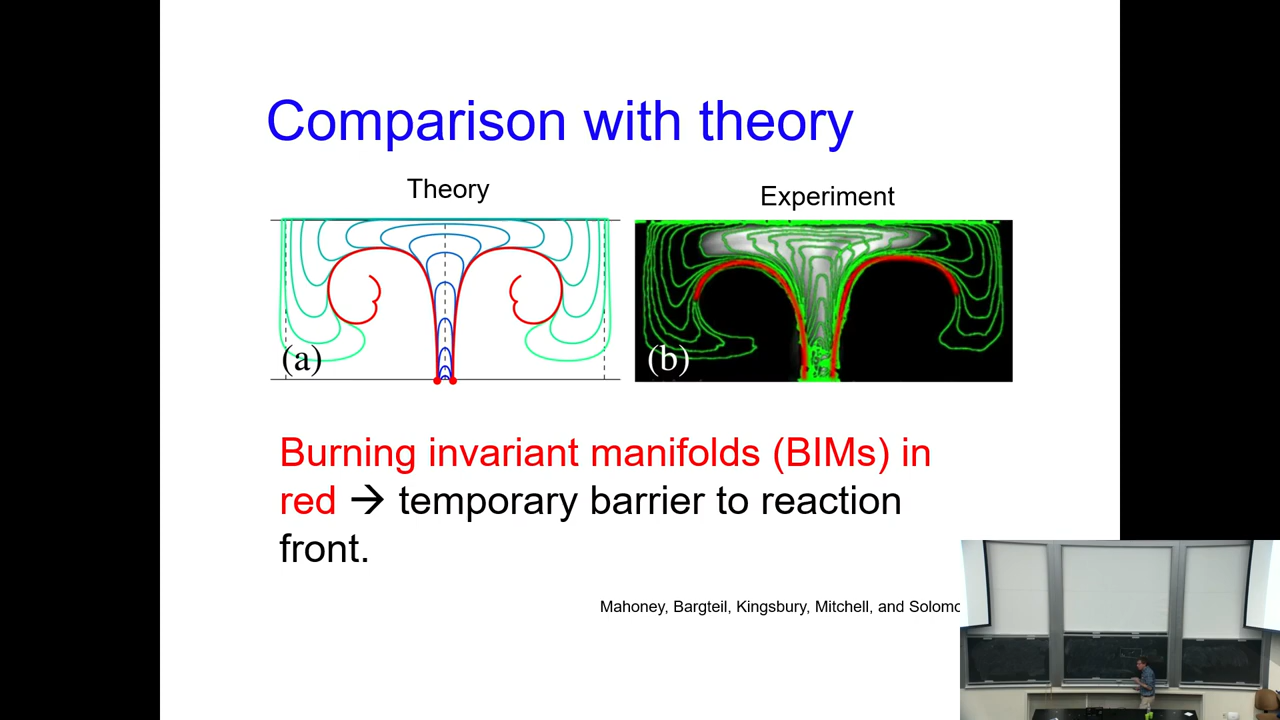 Comparison with theory
Theory
Experiment
(a)
(b)
Burning invariant manifolds (BIMs) in
red → temporary barrier to reaction
front.
Mahoney, Bargteil, Kingsbury, Mitchell, and